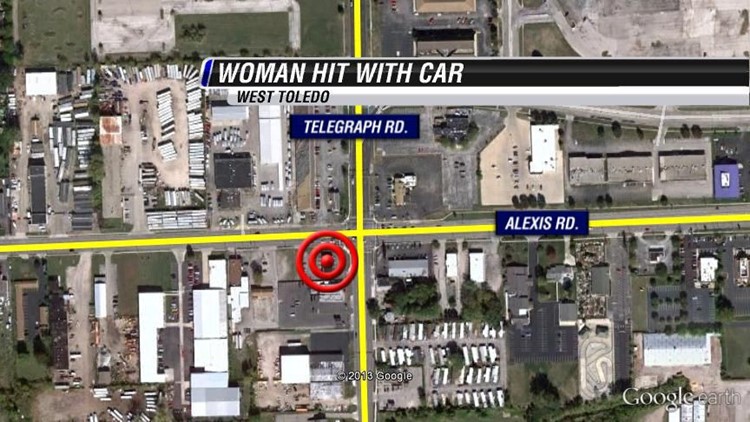 WOMAN HIT WITH CAR
WEST TOLEDO
TELEGRAPH RD.
ALEXIS RD.
© 2013 Google
Google earth